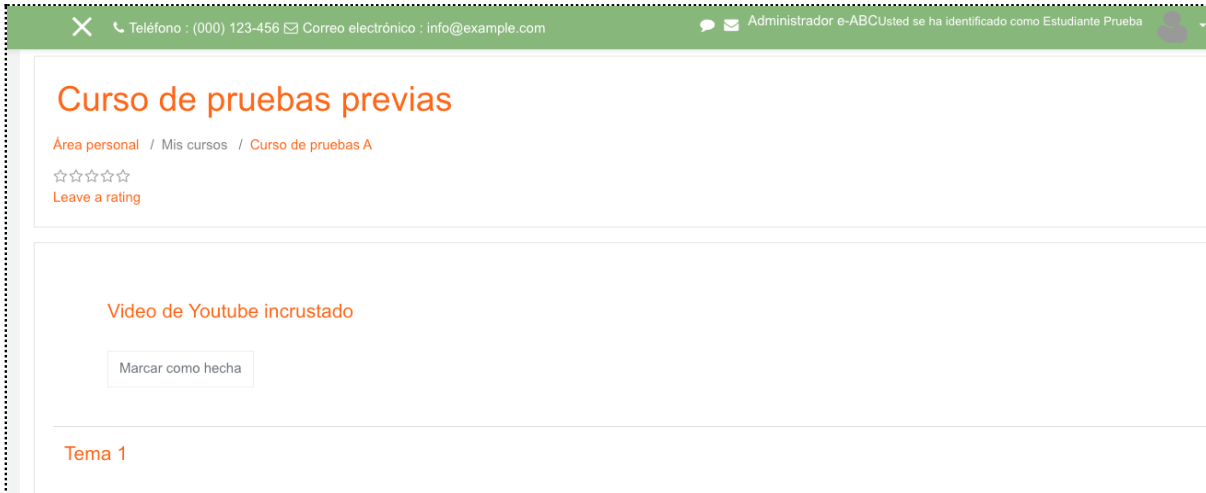 Teléfono : (000) 123-456 Correo electrónico : info@example.com
Administrador e-ABCUsted se ha identificado como Estudiante Prueba
Curso de pruebas previas
Área personal / Mis cursos / Curso de pruebas A
Leave a rating
Video de Youtube incrustado
Marcar como hecha
Tema 1